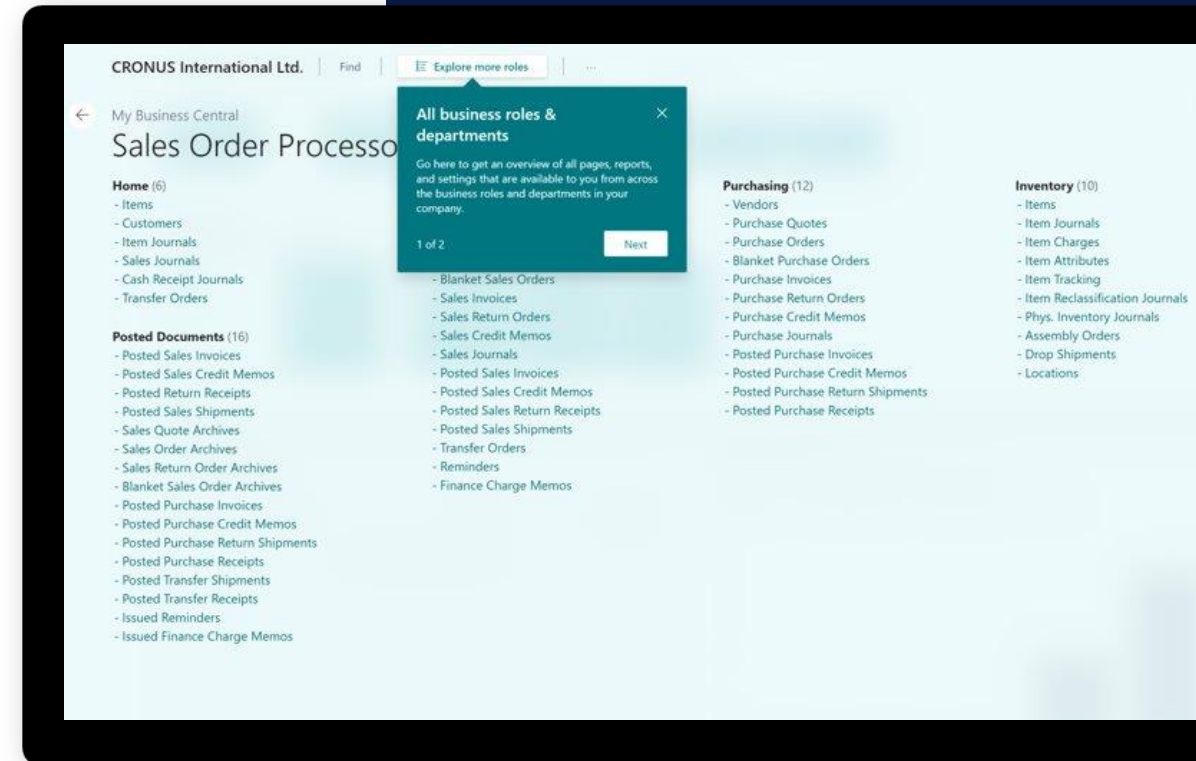 CRONUS International Ltd.
Find
Explore more roles
...
My Business Central
Sales Order Processo
All business roles &
departments
Go here to get an overview of all pages, reports,
and settings that are available to you from across
the business roles and departments in your
company.
1 of 2
Next
Home (6)
- Items
- Customers
- Item Journals
- Sales Journals
- Cash Receipt Journals
- Transfer Orders
Posted Documents (16)
- Posted Sales Invoices
- Posted Sales Credit Memos
- Posted Return Receipts
- Posted Sales Shipments
- Sales Quote Archives
- Sales Order Archives
- Sales Return Order Archives
- Blanket Sales Order Archives
- Posted Purchase Invoices
- Posted Purchase Credit Memos
- Posted Purchase Return Shipments
- Posted Purchase Receipts
- Posted Transfer Shipments
- Posted Transfer Receipts
- Issued Reminders
- Issued Finance Charge Memos
- Blanket Sales Orders
- Sales Invoices
- Sales Return Orders
- Sales Credit Memos
- Sales Journals
- Posted Sales Invoices
- Posted Sales Credit Memos
- Posted Sales Return Receipts
- Posted Sales Shipments
- Transfer Orders
- Reminders
- Finance Charge Memos
Purchasing (12)
- Vendors
- Purchase Quotes
- Purchase Orders
- Blanket Purchase Orders
- Purchase Invoices
- Purchase Return Orders
- Purchase Credit Memos
- Purchase Journals
- Posted Purchase Invoices
- Posted Purchase Credit Memos
- Posted Purchase Return Shipments
- Posted Purchase Receipts
Inventory (10)
- Items
- Item Journals
- Item Charges
- Item Attributes
- Item Tracking
- Item Reclassification Journals
- Phys. Inventory Journals
- Assembly Orders
- Drop Shipments
- Locations